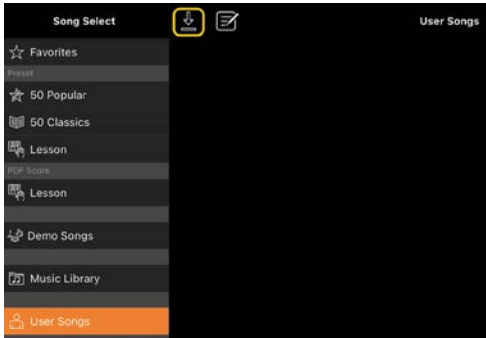 Song Select
User Songs
Favorites
Preset
50 Popular
50 Classics
Lesson
PDF Score
Lesson
Demo Songs
Music Library
User Songs